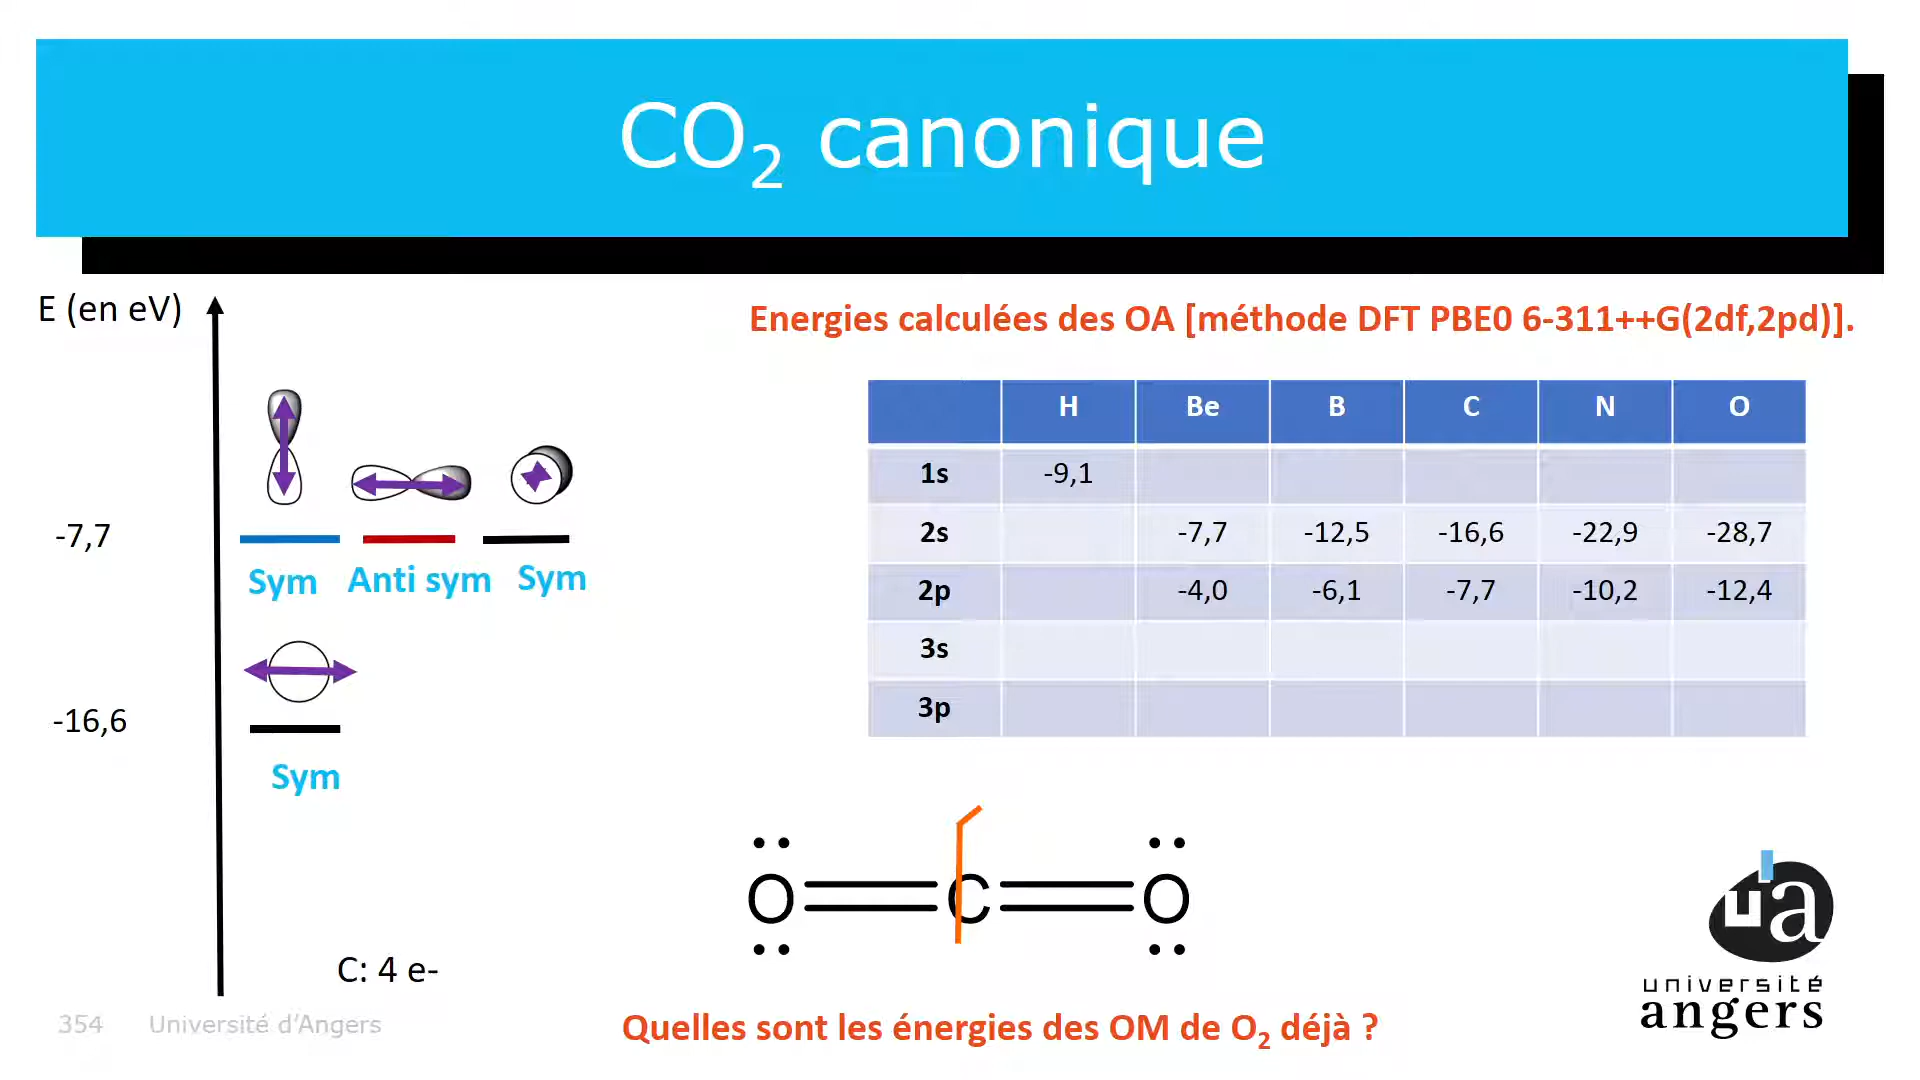 CO₂ canonique
E (en eV)
Energies calculées des OA [méthode DFT PBE0 6-311++G(2df,2pd)].
H Be B C N O
1s -9,1
2s -7,7 -12,5 -16,6 -22,9 -28,7
2p -4,0 -6,1 -7,7 -10,2 -12,4
3s
3p
-7,7
Sym Anti sym Sym
-16,6
Sym
O C O
C: 4 e-
354 Université d'Angers
Quelles sont les énergies des OM de O₂ déjà ?
ua
université
angers